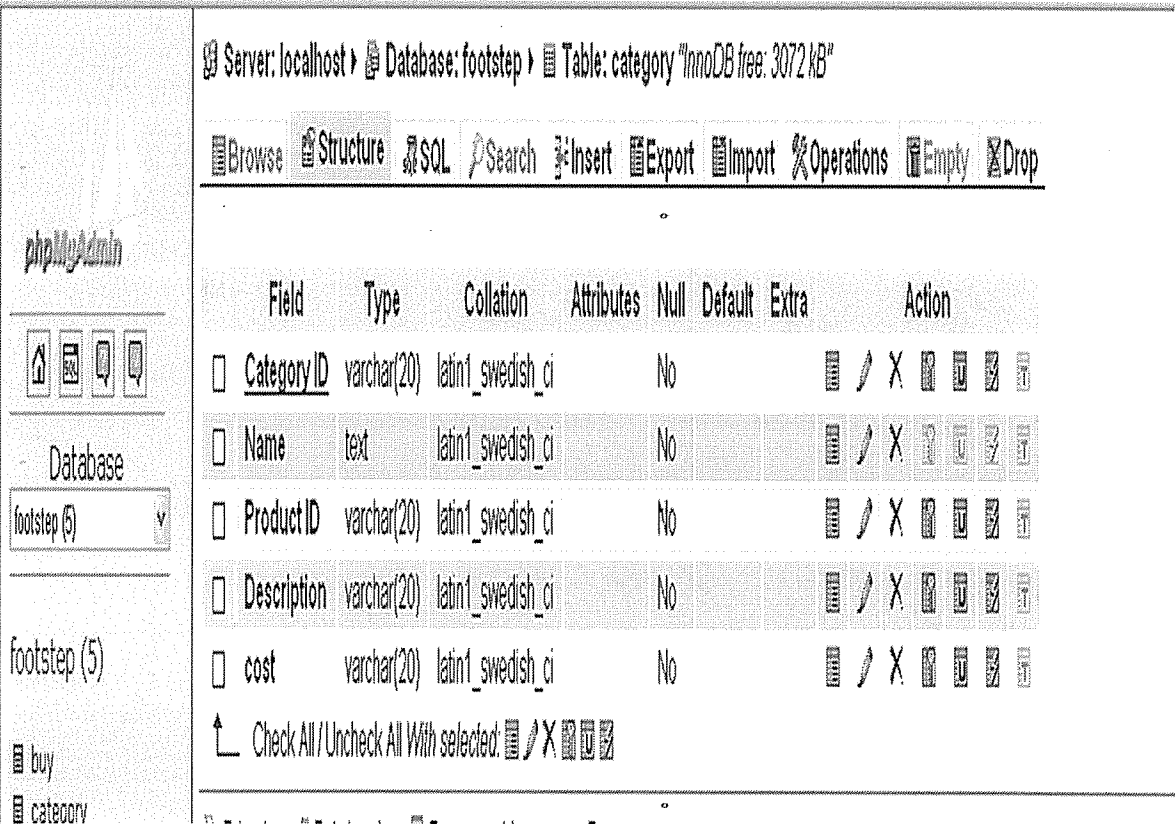 Server: localhost ▸ Database: footstep ▸ Table: category "InnoDB free: 3072 kB"
Browse Structure SQL Search Insert Export Import Operations Empty Drop
phpMyAdmin
SQL
Database
footstep (5)
footstep (5)
buy
category
Field Type Collation Attributes Null Default Extra Action
Category ID varchar(20) latin1_swedish_ci No
Name text latin1_swedish_ci No
Product ID varchar(20) latin1_swedish_ci No
Description varchar(20) latin1_swedish_ci No
cost varchar(20) latin1_swedish_ci No
Check All / Uncheck All With selected: